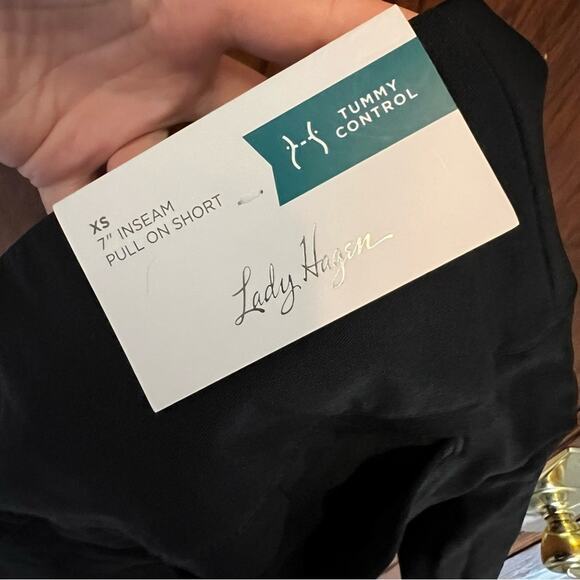 TUMMY
CONTROL
XS
7" INSEAM
PULL ON SHORT
Lady Hagen